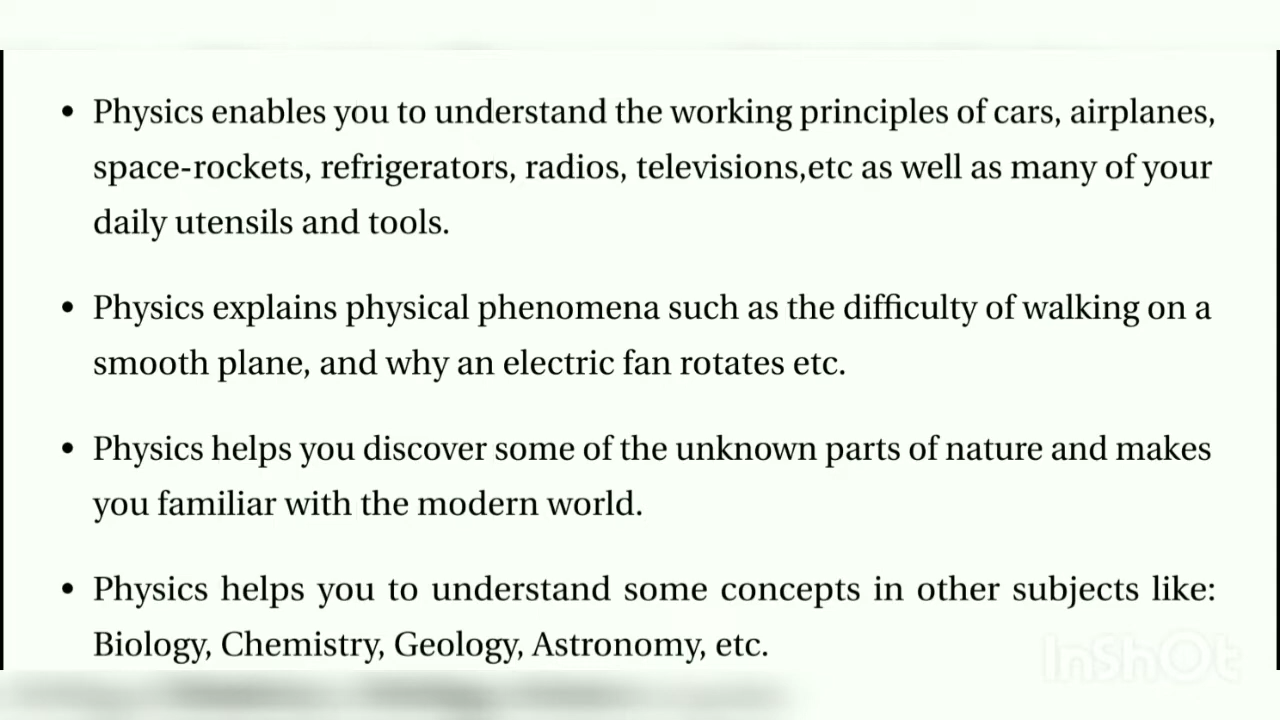 • Physics enables you to understand the working principles of cars, airplanes,
space-rockets, refrigerators, radios, televisions,etc as well as many of your
daily utensils and tools.
• Physics explains physical phenomena such as the difficulty of walking on a
smooth plane, and why an electric fan rotates etc.
• Physics helps you discover some of the unknown parts of nature and makes
you familiar with the modern world.
• Physics helps you to understand some concepts in other subjects like:
Biology, Chemistry, Geology, Astronomy, etc.
InShOt